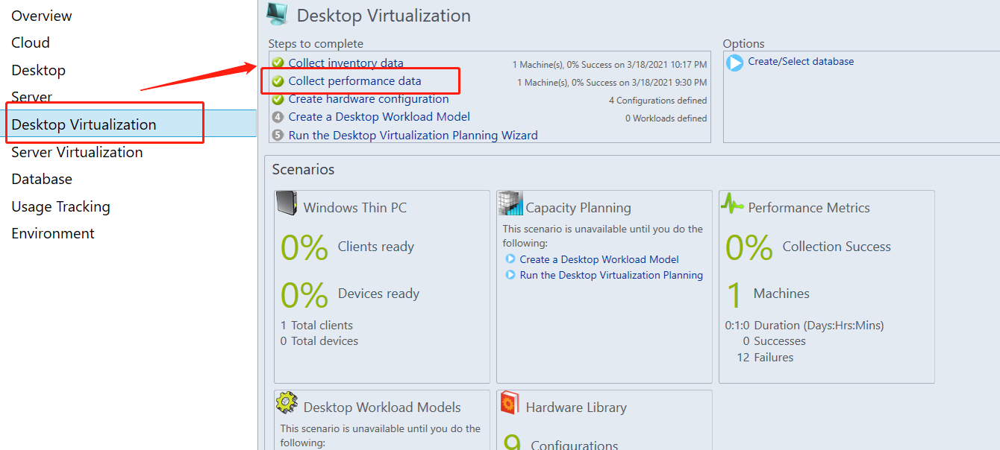 Overview
Cloud
Desktop
Server
Desktop Virtualization
Server Virtualization
Database
Usage Tracking
Environment
Desktop Virtualization
Steps to complete
Collect inventory data 1 Machine(s), 0% Success on 3/18/2021 10:17 PM
Collect performance data 1 Machine(s), 0% Success on 3/18/2021 9:30 PM
Create hardware configuration 4 Configurations defined
4 Create a Desktop Workload Model 0 Workloads defined
5 Run the Desktop Virtualization Planning Wizard
Options
Create/Select database
Scenarios
Windows Thin PC
0% Clients ready
0% Devices ready
1 Total clients
0 Total devices
Capacity Planning
This scenario is unavailable until you do the
following:
Create a Desktop Workload Model
Run the Desktop Virtualization Planning
Performance Metrics
0% Collection Success
1 Machines
0:1:0 Duration (Days:Hrs:Mins)
0 Successes
12 Failures
Desktop Workload Models
This scenario is unavailable until you do the
following:
Hardware Library
9 Configurations